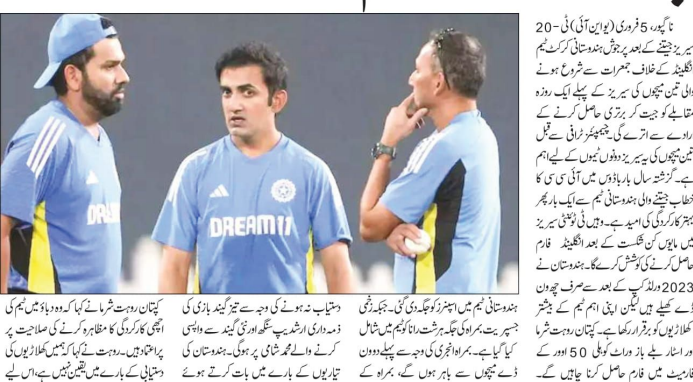 ناگپور، 5 فروری (یو این آئی) ٹی-20
سیریز جیتنے کے بعد پرجوش ہندوستانی کرکٹ ٹیم
انگلینڈ کے خلاف جمعرات سے شروع ہونے
والی تین میچوں کی سیریز کے پہلے ایک روزہ
مقابلے کو جیت کر برتری حاصل کرنے کے
ارادے سے اترے گی۔ چیمپئنز ٹرافی سے قبل
تین میچوں کی یہ سیریز دونوں ٹیموں کے لیے اہم
ہے۔ گزشتہ سال بارباڈوس میں آئی سی سی کا
خطاب جیتنے والی ہندوستانی ٹیم سے ایک بار پھر
بہتر کارکردگی کی امید ہے۔ وہیں ٹی ٹوئنٹی سیریز
میں مایوس کن شکست کے بعد انگلینڈ فارم
حاصل کرنے کی کوشش کرے گا۔ ہندوستان نے
2023 ورلڈ کپ کے بعد سے صرف چھ ون
ڈے کھیلے ہیں لیکن اپنی اہم ٹیم کے بیشتر
کھلاڑیوں کو برقرار رکھا ہے۔ کپتان روہت شرما
اور اسٹار بلے باز وراٹ کوہلی 50 اوور کے
فارمیٹ میں فارم حاصل کرنا چاہیں گے۔
DREAM11
DREAM11
ہندوستانی ٹیم میں اسپنرز کو جگہ دی گئی۔ جبکہ زخمی
جسپریت بمراہ کی جگہ ہرشت رانا کو ٹیم میں شامل
کیا گیا ہے۔ بمراہ انجری کی وجہ سے پہلے دو ون
ڈے میچوں سے باہر ہوں گے، بمراہ کے
دستیاب نہ ہونے کی وجہ سے تیز گیند بازی کی
ذمہ داری ارشدیپ سنگھ اور نئی گیند سے واپسی
کرنے والے محمد شامی پر ہوگی۔ ہندوستان کی
تیاریوں کے بارے میں بات کرتے ہوئے
کپتان روہت شرما نے کہا کہ وہ دباؤ میں ٹیم کی
اچھی کارکردگی کا مظاہرہ کرنے کی صلاحیت پر
پراعتماد ہیں۔ روہت نے کہا کہ ہمیں کھلاڑیوں کی
دستیابی کے بارے میں یقین نہیں ہے، اس لیے